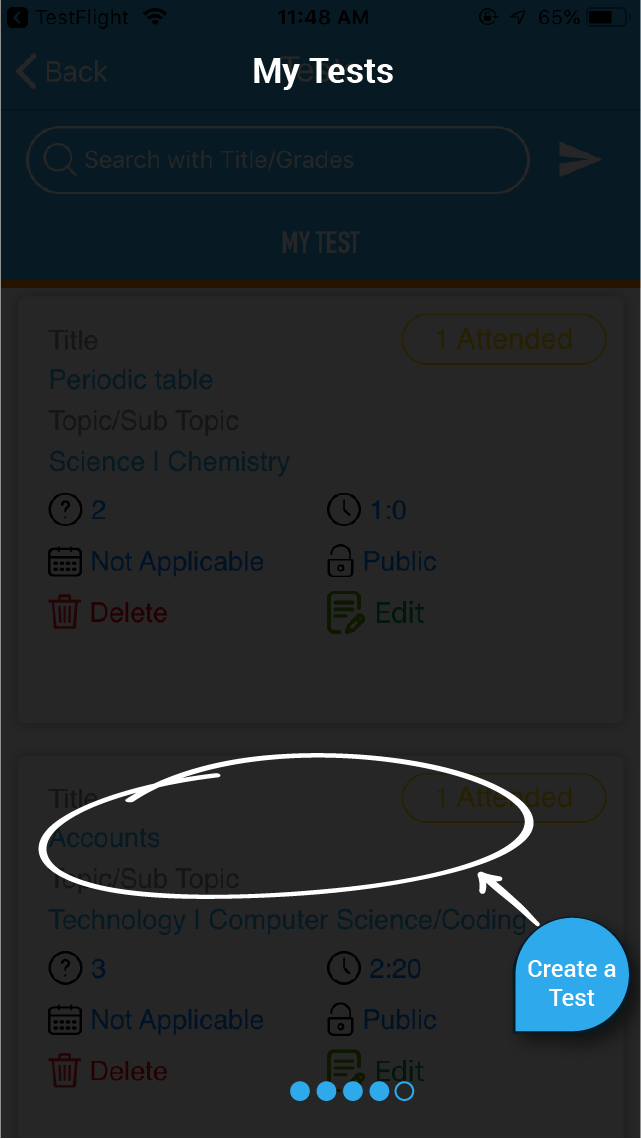 TestFlight 11:48 AM 65%
Back My Tests
Search with Title/Grades
MY TEST
Title 1 Attended
Periodic table
Topic/Sub Topic
Science | Chemistry
? 2 1:0
Not Applicable Public
Delete Edit
Title 1 Attended
Accounts
Topic/Sub Topic
Technology | Computer Science/Coding
? 3 2:20
Not Applicable Public
Delete Edit
Create a
Test